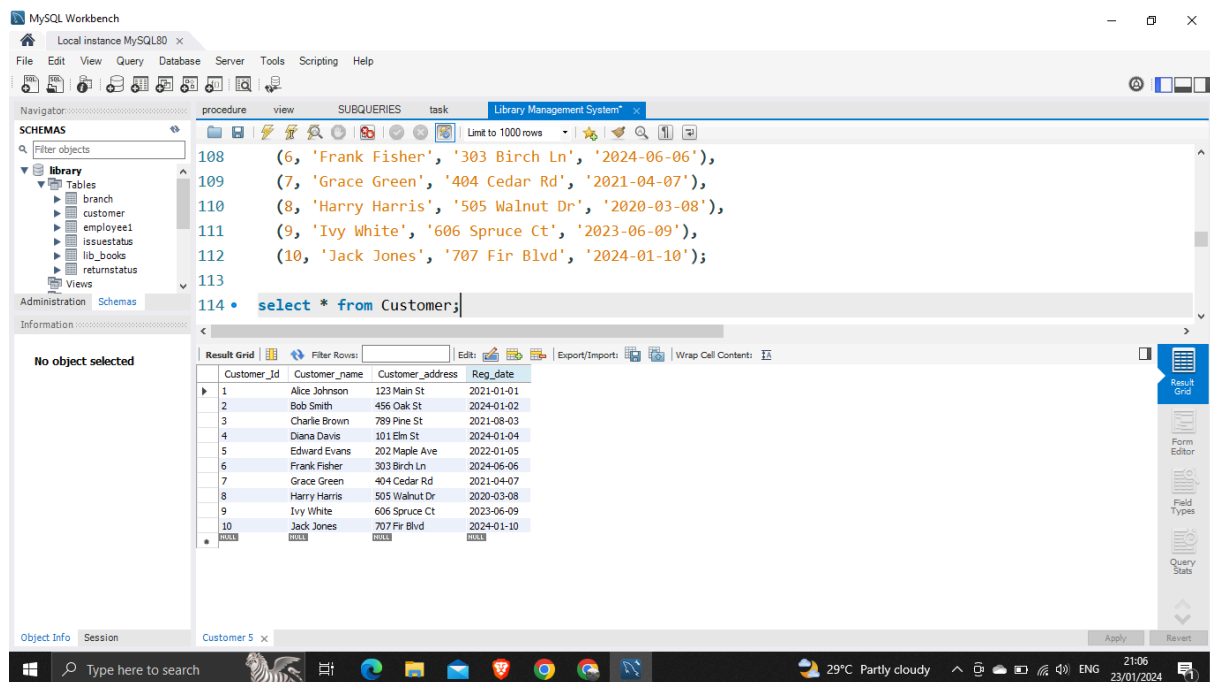 MySQL Workbench
Local instance MySQL80
File Edit View Query Database Server Tools Scripting Help
Navigator
SCHEMAS
Filter objects
library
Tables
branch
customer
employee1
issuestatus
lib_books
returnstatus
Views
Administration Schemas
Information
No object selected
Object Info Session
procedure view SUBQUERIES task Library Management System*
Limit to 1000 rows
108 (6, 'Frank Fisher', '303 Birch Ln', '2024-06-06'),
109 (7, 'Grace Green', '404 Cedar Rd', '2021-04-07'),
110 (8, 'Harry Harris', '505 Walnut Dr', '2020-03-08'),
111 (9, 'Ivy White', '606 Spruce Ct', '2023-06-09'),
112 (10, 'Jack Jones', '707 Fir Blvd', '2024-01-10');
113
114 select * from Customer;
Result Grid Filter Rows: Edit: Export/Import: Wrap Cell Content:
Customer_Id Customer_name Customer_address Reg_date
1 Alice Johnson 123 Main St 2021-01-01
2 Bob Smith 456 Oak St 2024-01-02
3 Charlie Brown 789 Pine St 2021-08-03
4 Diana Davis 101 Elm St 2024-01-04
5 Edward Evans 202 Maple Ave 2022-01-05
6 Frank Fisher 303 Birch Ln 2024-06-06
7 Grace Green 404 Cedar Rd 2021-04-07
8 Harry Harris 505 Walnut Dr 2020-03-08
9 Ivy White 606 Spruce Ct 2023-06-09
10 Jack Jones 707 Fir Blvd 2024-01-10
NULL NULL NULL NULL
Result
Grid
Form
Editor
Field
Types
Query
Stats
Customer 5
Apply Revert
Type here to search
29°C Partly cloudy
ENG
21:06
23/01/2024